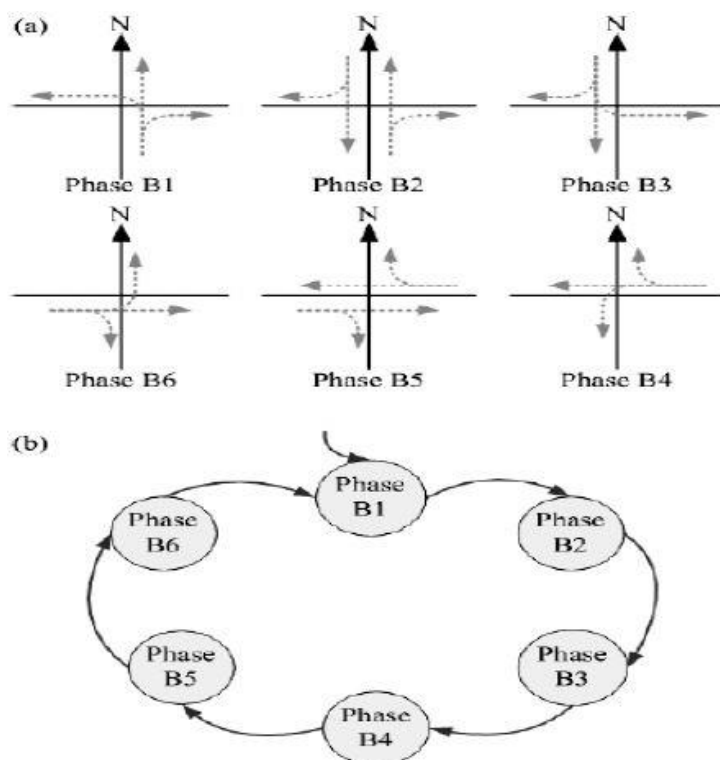 (a)
N N N
Phase B1 Phase B2 Phase B3
N N N
Phase B6 Phase B5 Phase B4
(b)
Phase
B1
Phase
B6
Phase
B2
Phase
B5
Phase
B3
Phase
B4